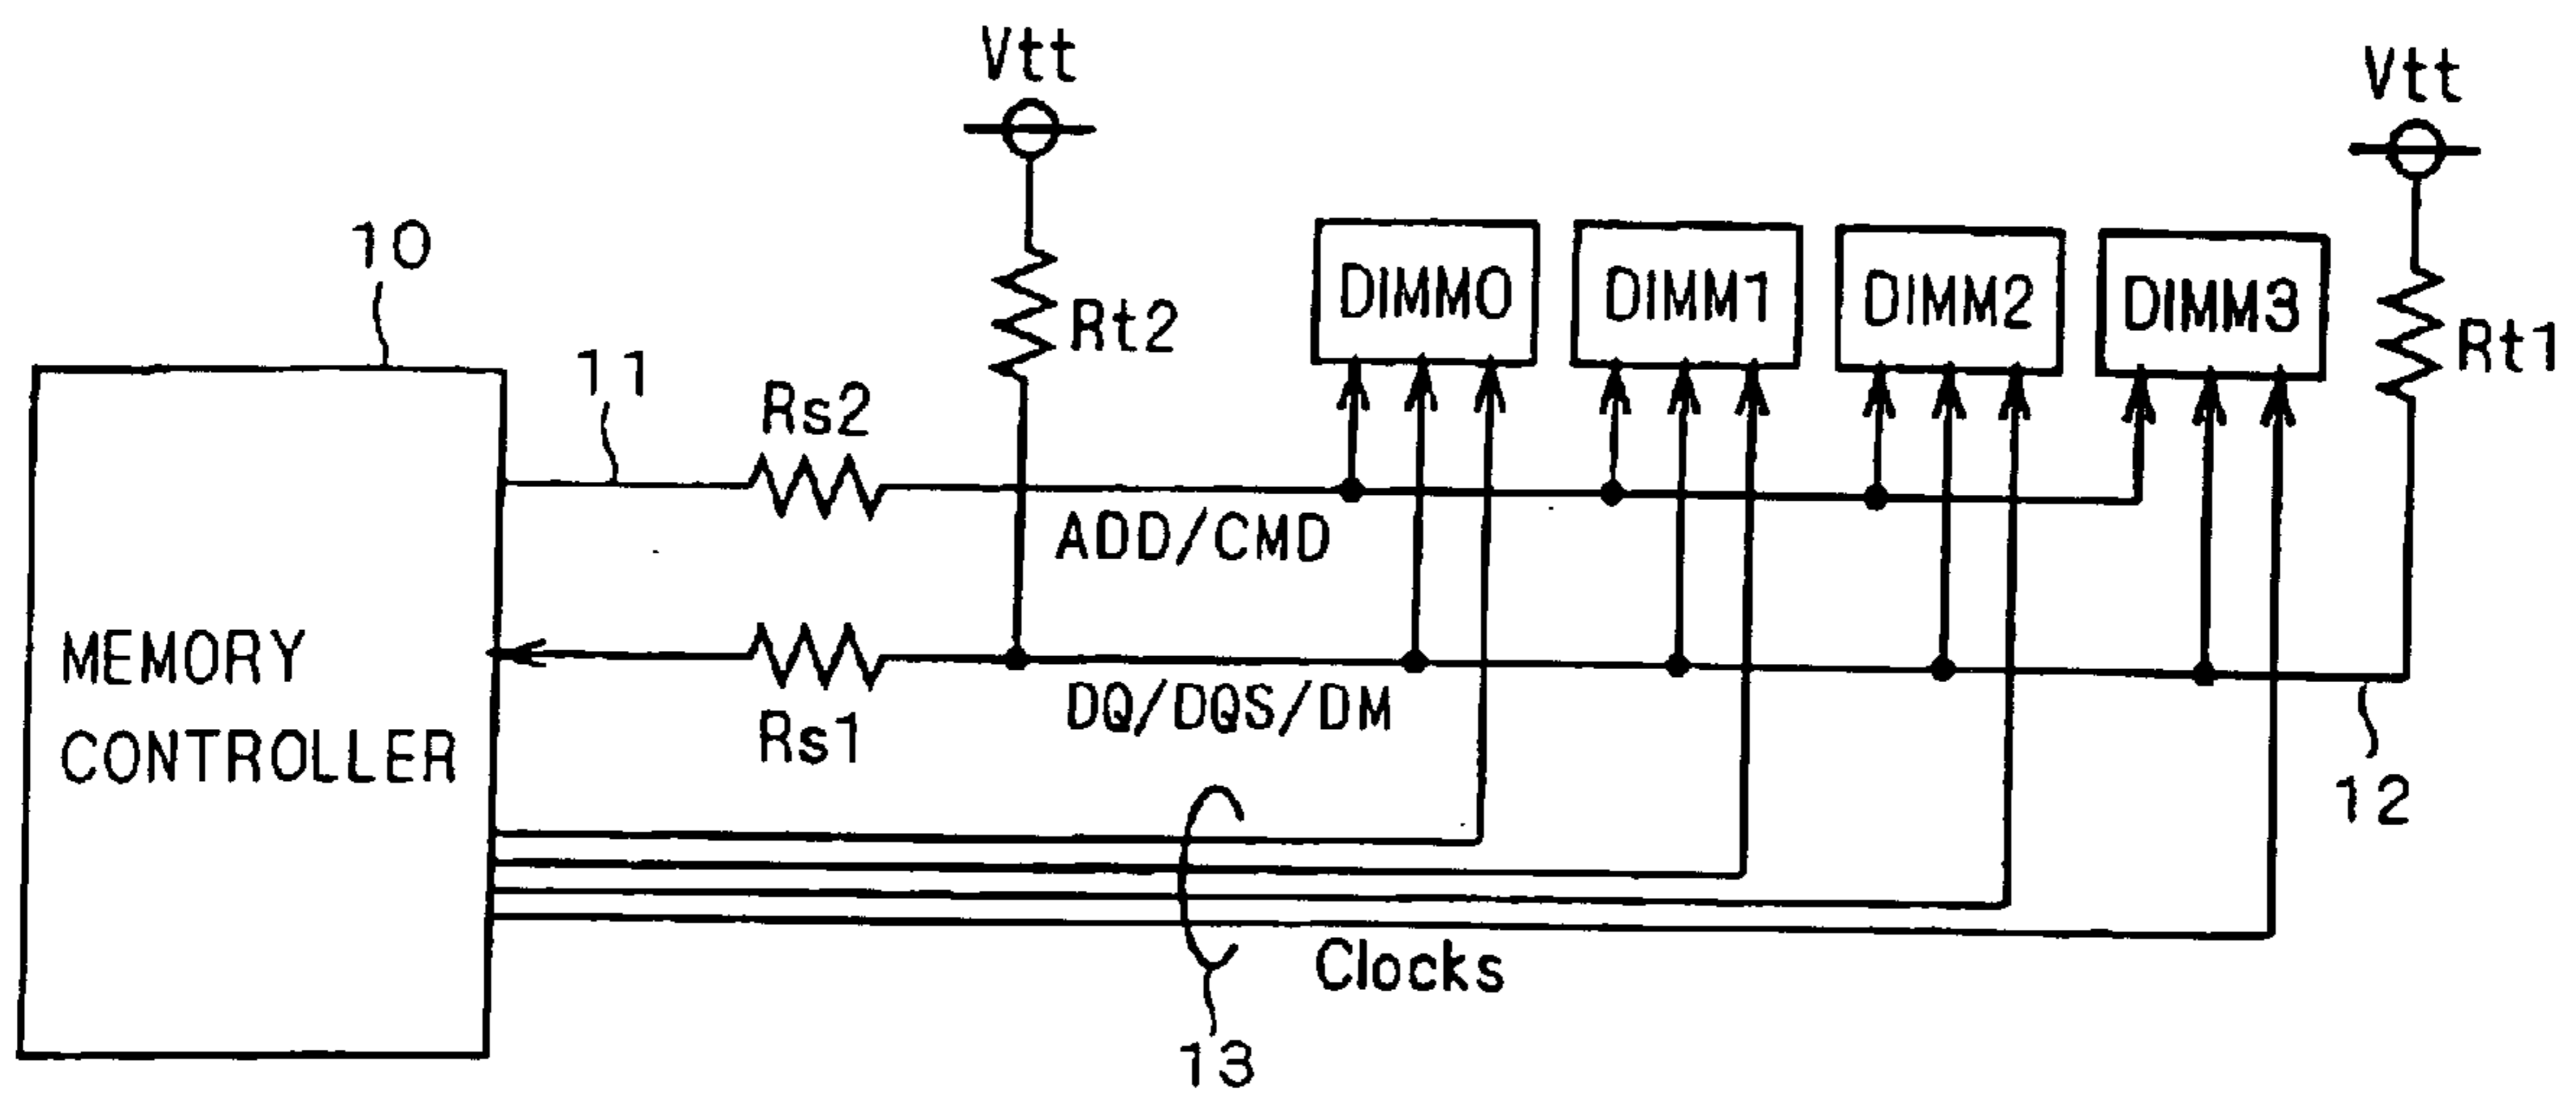 Vtt
Vtt
10
Rt2
DIMM0
DIMM1
DIMM2
DIMM3
Rt1
11
Rs2
ADD/CMD
MEMORY
CONTROLLER
Rs1
DQ/DQS/DM
12
Clocks
13